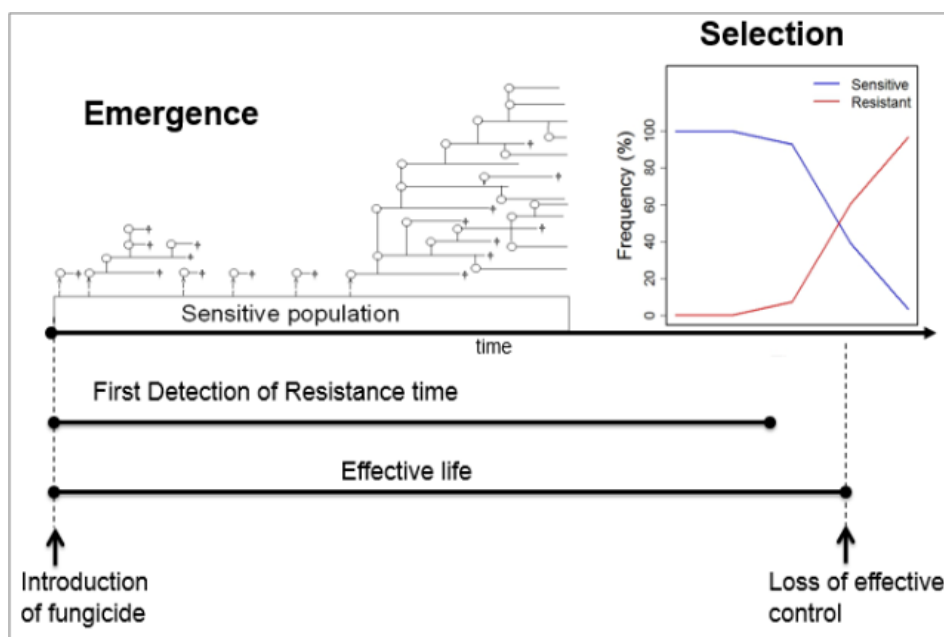 Selection
Emergence
Sensitive
Resistant
Frequency (%)
100
80
60
40
20
0
Sensitive population
time
First Detection of Resistance time
Effective life
Introduction
of fungicide
Loss of effective
control